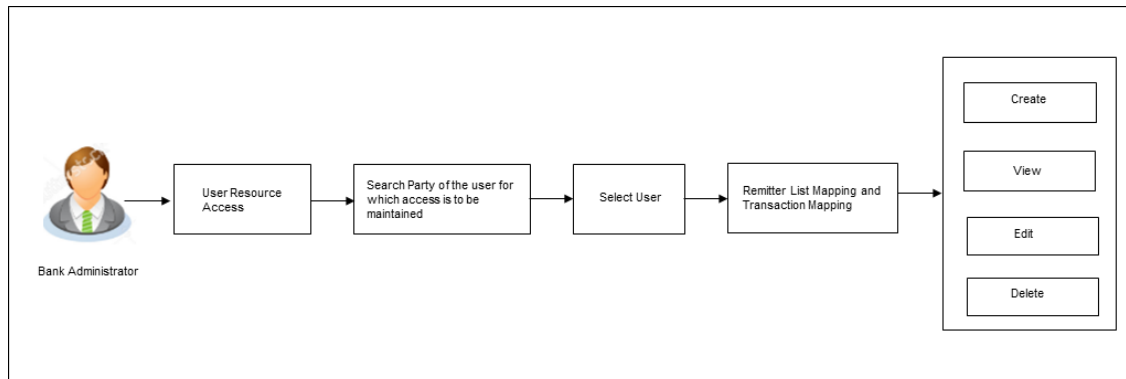 Create
User Resource
Access
Search Party of the user for
which access is to be
maintained
Select User
Remitter List Mapping and
Transaction Mapping
View
Edit
Delete
Bank Administrator